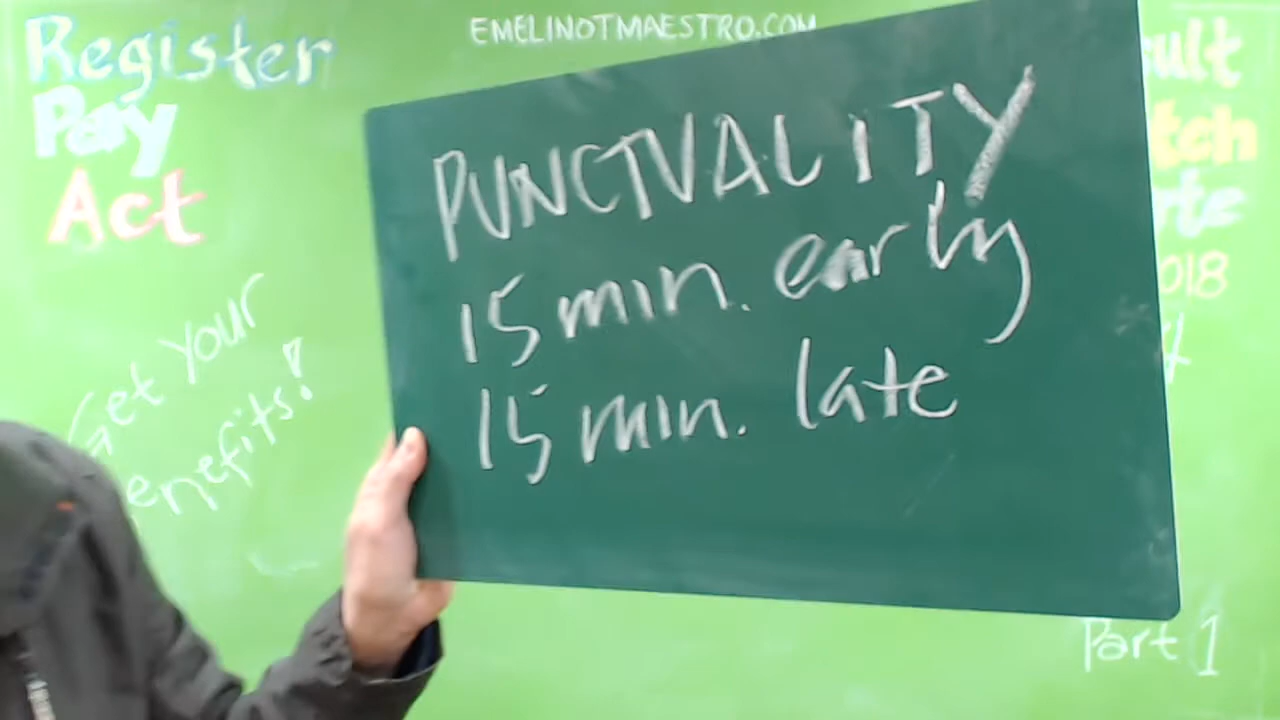 EMELINOTMAESTRO.COM
Register
Pay
Act
Get Your
enefits!
PUNCTUALITY
15 min. early
15 min. late
Part 1